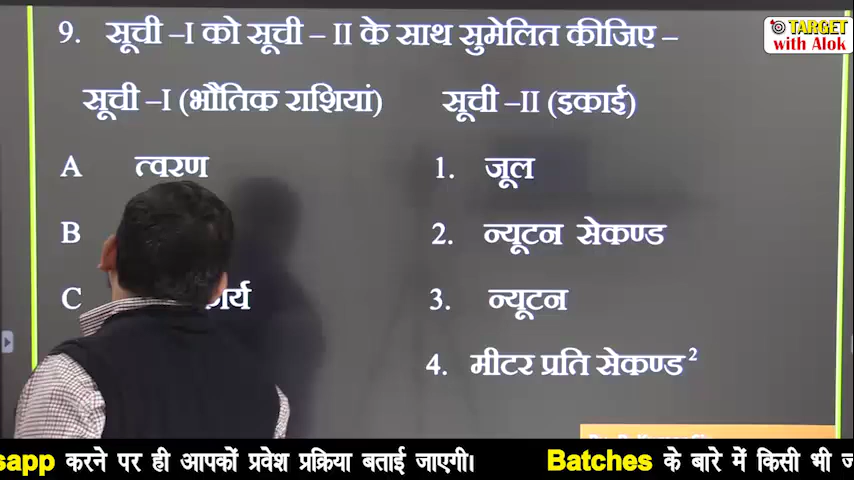 TARGET
with Alok
9. सूची –I को सूची – II के साथ सुमेलित कीजिए –
सूची –I (भौतिक राशियां) सूची –II (इकाई)
A त्वरण 1. जूल
B 2. न्यूटन सेकण्ड
C 3. न्यूटन
4. मीटर प्रति सेकण्ड²
करने पर ही आपकों प्रवेश प्रक्रिया बताई जाएगी। Batches के बारे में किसी भी